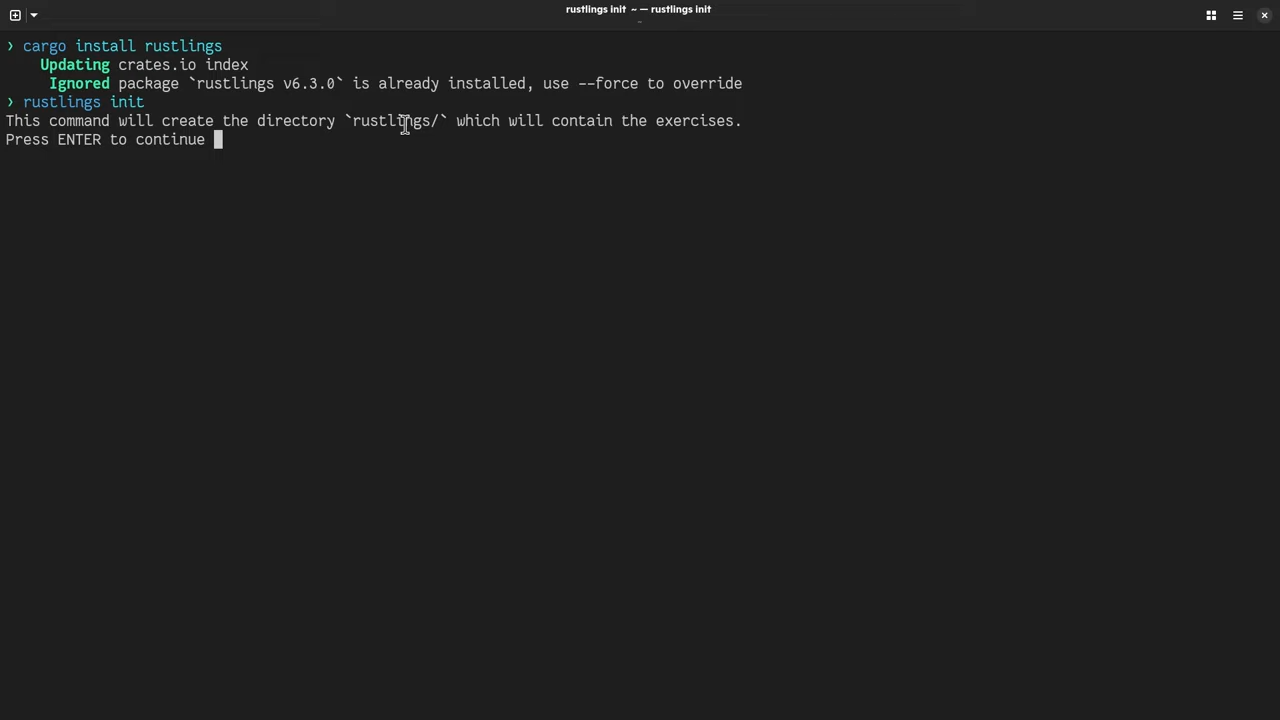 rustlings init ~ — rustlings init
~
❯ cargo install rustlings
Updating crates.io index
Ignored package `rustlings v6.3.0` is already installed, use --force to override
❯ rustlings init
This command will create the directory `rustlings/` which will contain the exercises.
Press ENTER to continue